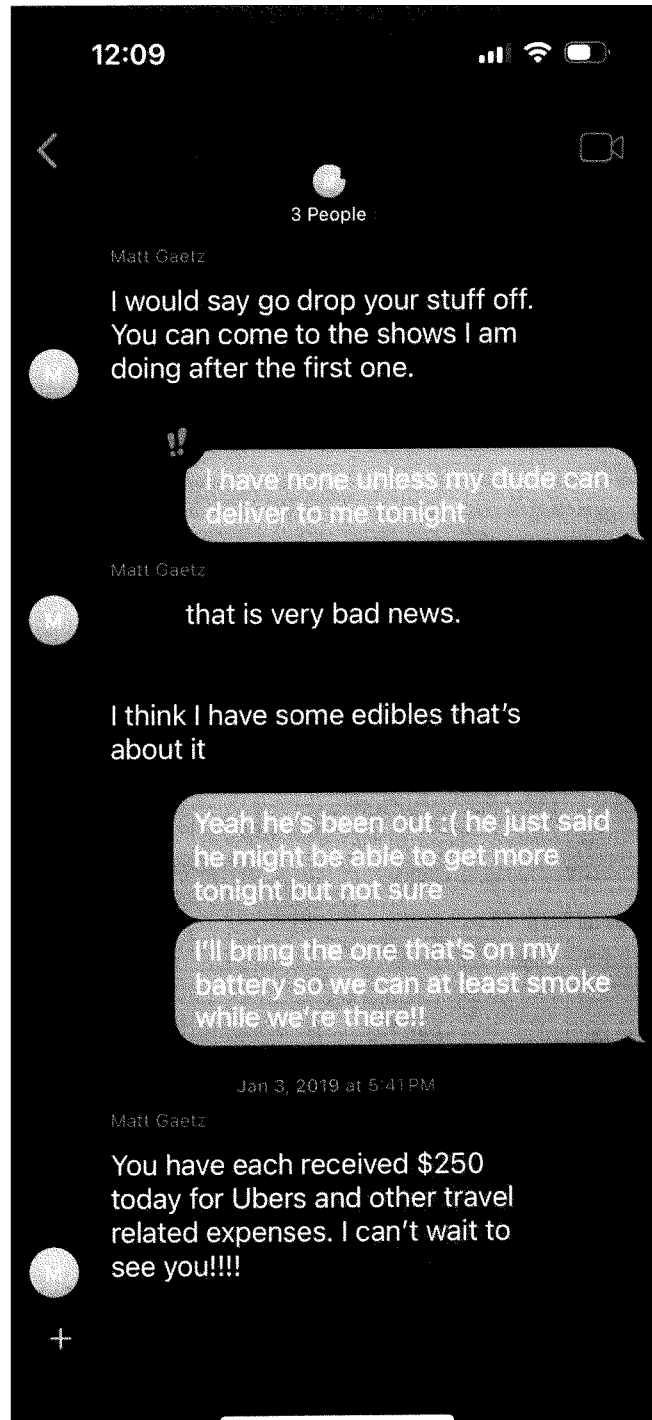 12:09
3 People
Matt Gaetz
I would say go drop your stuff off.
You can come to the shows I am
doing after the first one.
M
!!
I have none unless my dude can
deliver to me tonight
Matt Gaetz
M
that is very bad news.
I think I have some edibles that's
about it
Yeah he's been out :( he just said
he might be able to get more
tonight but not sure
I'll bring the one that's on my
battery so we can at least smoke
while we're there!!
Jan 3, 2019 at 5:41 PM
Matt Gaetz
You have each received $250
today for Ubers and other travel
related expenses. I can't wait to
see you!!!!
M
+